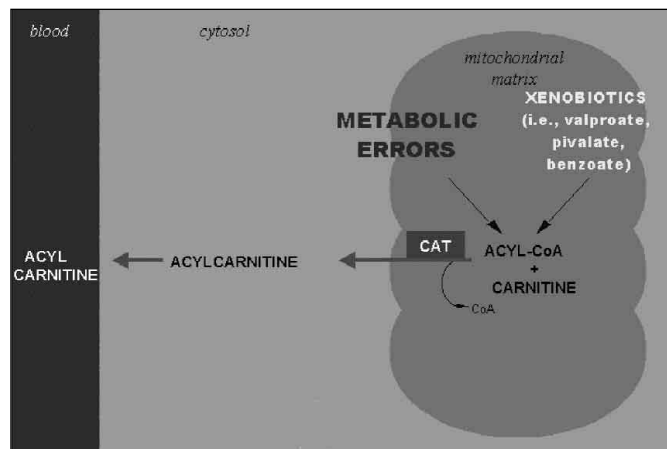 blood
cytosol
mitochondrial
matrix
XENOBIOTICS
(i.e., valproate,
pivalate,
benzoate)
METABOLIC
ERRORS
ACYL
CARNITINE
ACYLCARNITINE
CAT
ACYL-CoA
+
CARNITINE
CoA